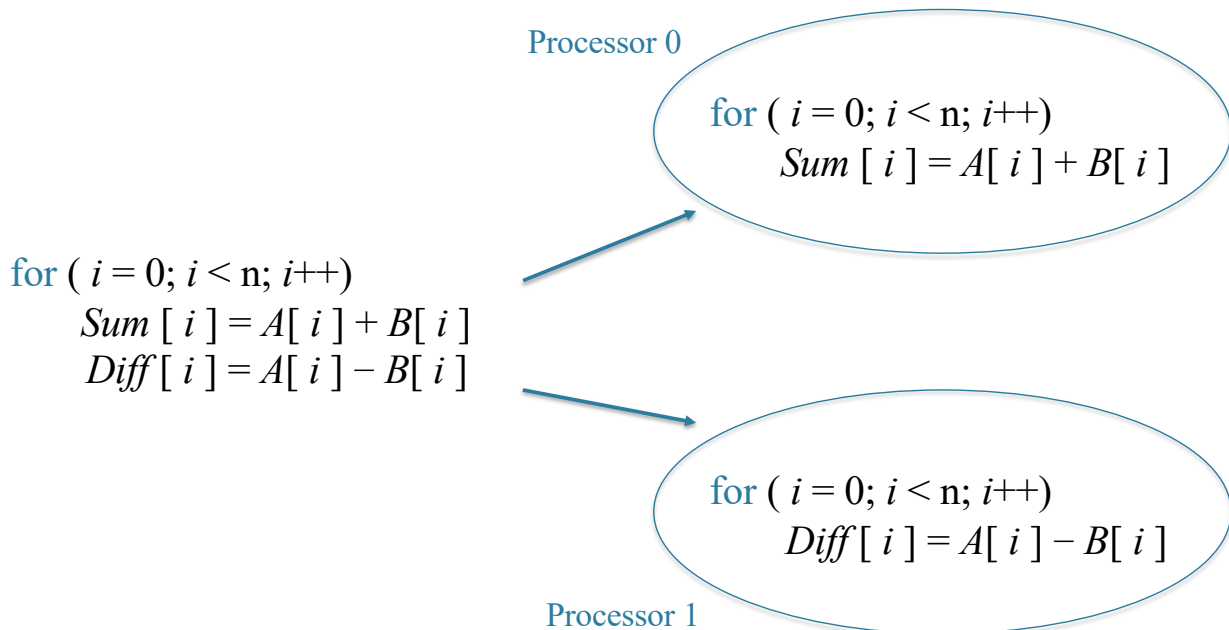 Processor 0
for ( i = 0; i < n; i++)
Sum [ i ] = A[ i ] + B[ i ]
for ( i = 0; i < n; i++)
Sum [ i ] = A[ i ] + B[ i ]
Diff [ i ] = A[ i ] − B[ i ]
for ( i = 0; i < n; i++)
Diff [ i ] = A[ i ] − B[ i ]
Processor 1